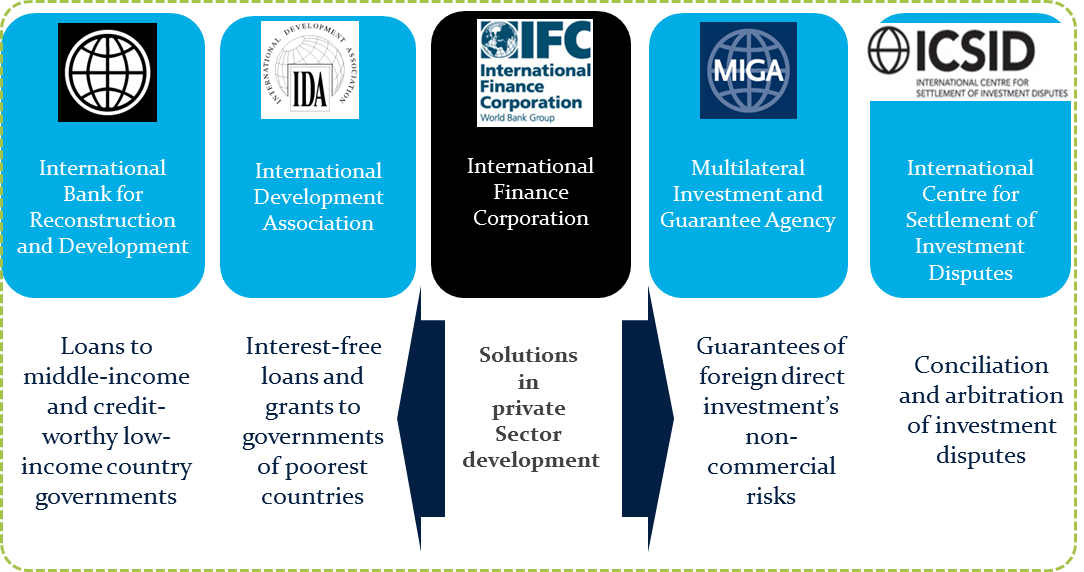 INTERNATIONAL DEVELOPMENT ASSOCIATION
IDA
IFC
International
Finance
Corporation
World Bank Group
MIGA
ICSID
INTERNATIONAL CENTRE FOR
SETTLEMENT OF INVESTMENT DISPUTES
International
Bank for
Reconstruction
and Development
International
Development
Association
International
Finance
Corporation
Multilateral
Investment and
Guarantee Agency
International
Centre for
Settlement of
Investment
Disputes
Loans to
middle-income
and credit-
worthy low-
income country
governments
Interest-free
loans and
grants to
governments
of poorest
countries
Solutions
in
private
Sector
development
Guarantees of
foreign direct
investment's
non-
commercial
risks
Conciliation
and arbitration
of investment
disputes